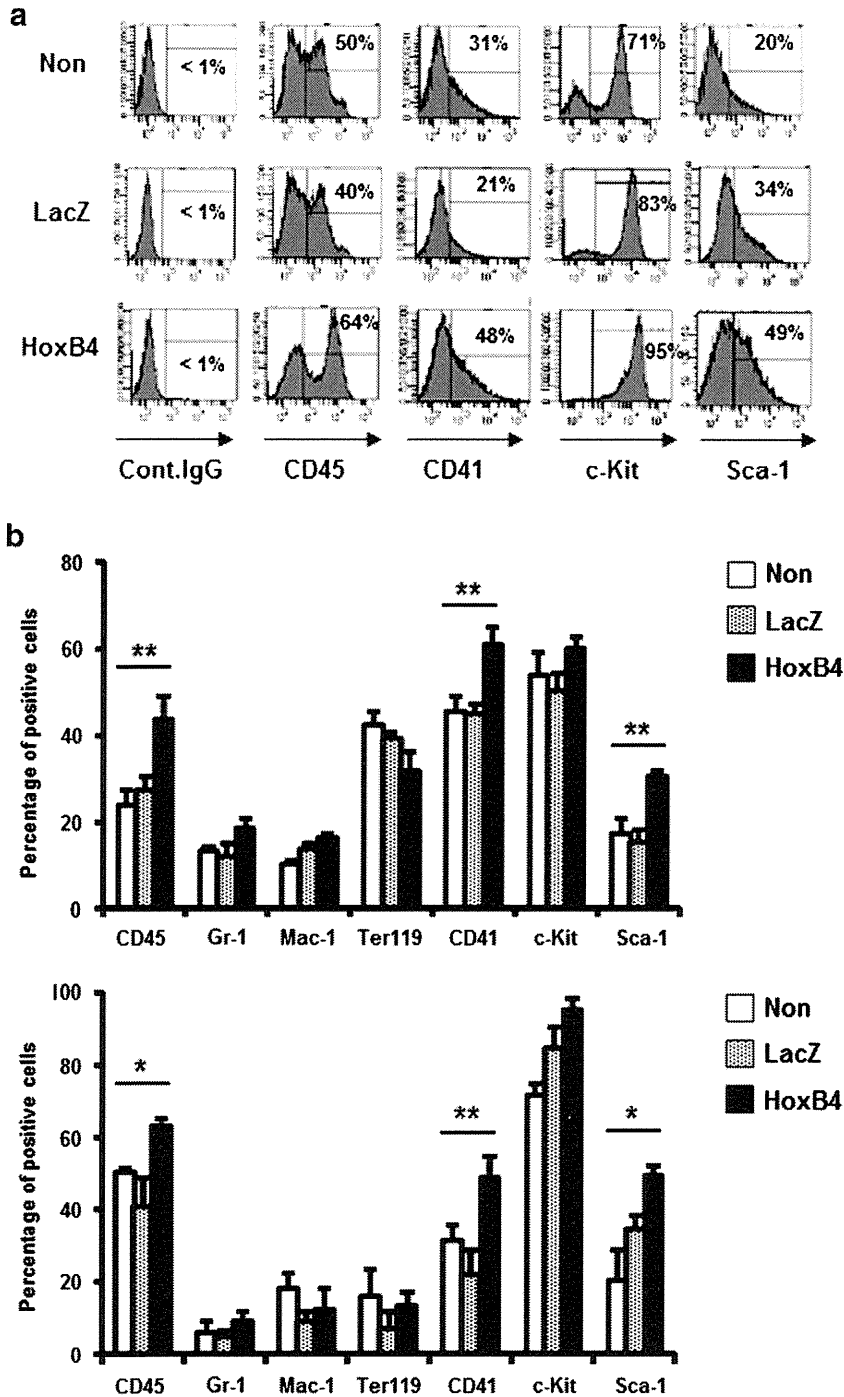 a
Non
< 1%
50%
31%
71%
20%
LacZ
< 1%
40%
21%
83%
34%
HoxB4
< 1%
64%
48%
95%
49%
Cont.IgG
CD45
CD41
c-Kit
Sca-1
b
Percentage of positive cells
80
60
40
20
0
**
**
**
CD45
Gr-1
Mac-1
Ter119
CD41
c-Kit
Sca-1
Non
LacZ
HoxB4
Percentage of positive cells
100
80
60
40
20
0
*
**
*
CD45
Gr-1
Mac-1
Ter119
CD41
c-Kit
Sca-1
Non
LacZ
HoxB4